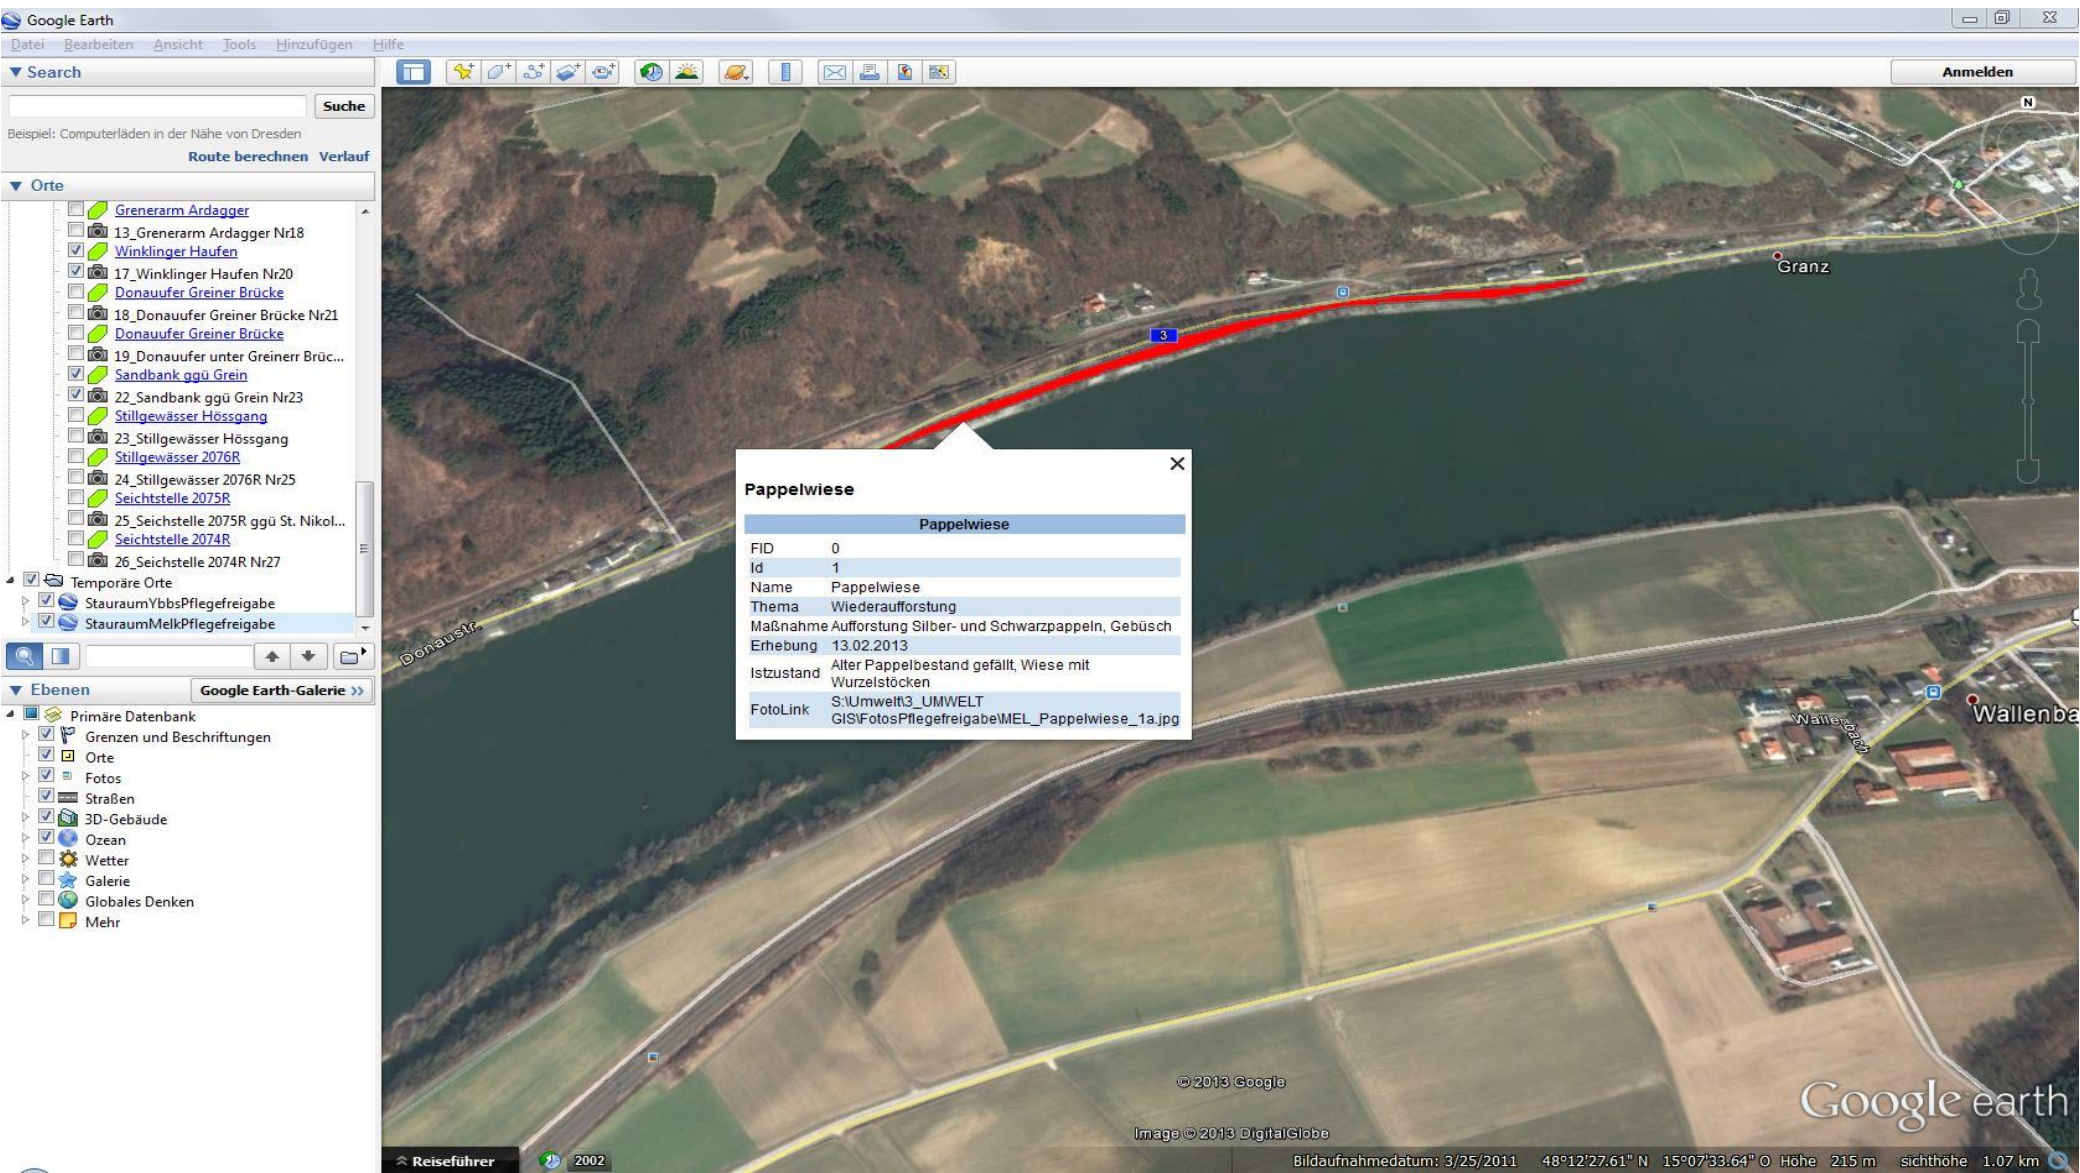 Google Earth
Datei Bearbeiten Ansicht Tools Hinzufügen Hilfe
Search
Suche
Beispiel: Computerläden in der Nähe von Dresden
Route berechnen Verlauf
Orte
Grenerarm Ardagger
13_Grenerarm Ardagger Nr18
Winklinger Haufen
17_Winklinger Haufen Nr20
Donauufer Greiner Brücke
18_Donauufer Greiner Brücke Nr21
Donauufer Greiner Brücke
19_Donauufer unter Greinerr Brüc...
Sandbank ggü Grein
22_Sandbank ggü Grein Nr23
Stillgewässer Hössgang
23_Stillgewässer Hössgang
Stillgewässer 2076R
24_Stillgewässer 2076R Nr25
Seichtstelle 2075R
25_Seichstelle 2075R ggü St. Nikol...
Seichtstelle 2074R
26_Seichstelle 2074R Nr27
Temporäre Orte
StauraumYbbsPflegefreigabe
StauraumMelkPflegefreigabe
Ebenen
Google Earth-Galerie >>
Primäre Datenbank
Grenzen und Beschriftungen
Orte
Fotos
Straßen
3D-Gebäude
Ozean
Wetter
Galerie
Globales Denken
Mehr
Anmelden
N
Granz
3
Donaustr.
Pappelwiese
Pappelwiese
FID 0
Id 1
Name Pappelwiese
Thema Wiederaufforstung
Maßnahme Aufforstung Silber- und Schwarzpappeln, Gebüsch
Erhebung 13.02.2013
Istzustand Alter Pappelbestand gefällt, Wiese mit
Wurzelstöcken
FotoLink S:\Umwelt\3_UMWELT
GIS\FotosPflegefreigabe\MEL_Pappelwiese_1a.jpg
Wallenbach
Wallenba
© 2013 Google
Image © 2013 DigitalGlobe
Google earth
Reiseführer
2002
Bildaufnahmedatum: 3/25/2011 48°12'27.61" N 15°07'33.64" O Höhe 215 m sichthöhe 1.07 km